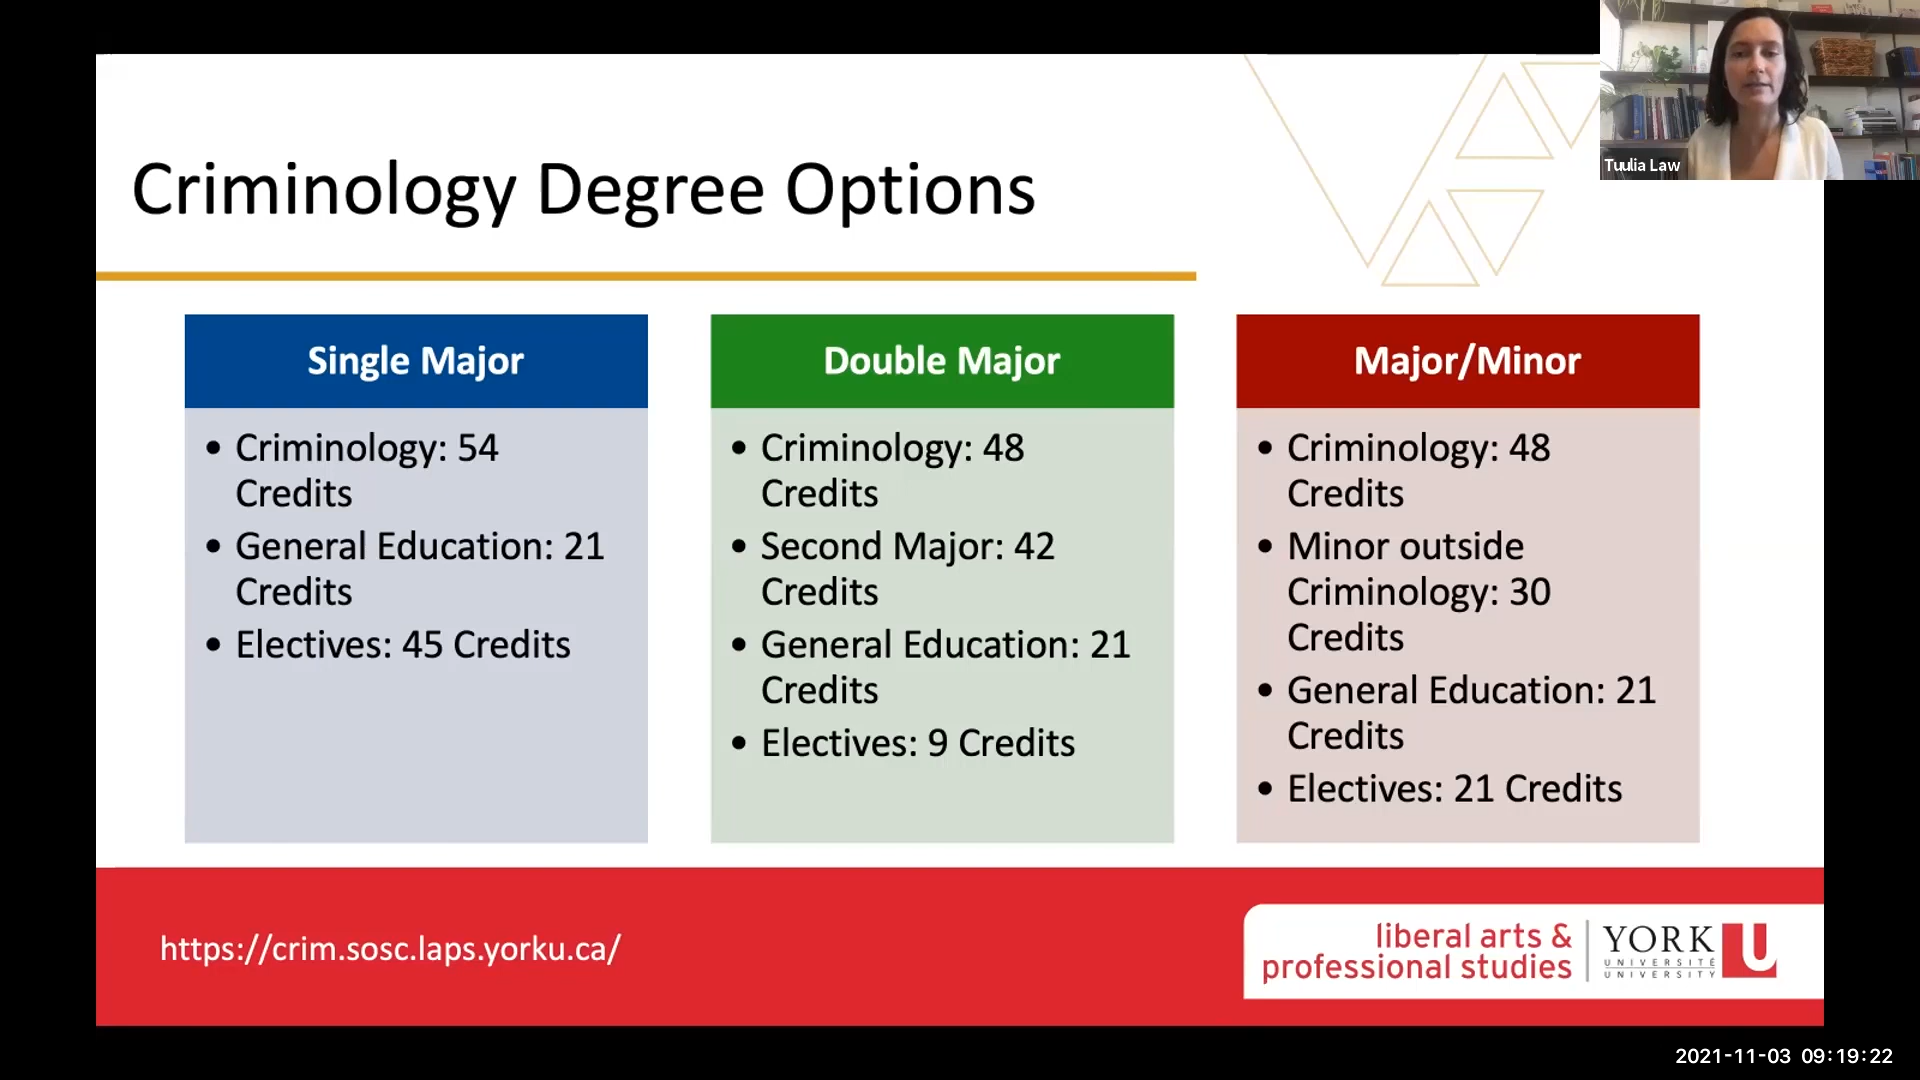 Tuulia Law
Criminology Degree Options
Single Major
• Criminology: 54
Credits
• General Education: 21
Credits
• Electives: 45 Credits
Double Major
• Criminology: 48
Credits
• Second Major: 42
Credits
• General Education: 21
Credits
• Electives: 9 Credits
Major/Minor
• Criminology: 48
Credits
• Minor outside
Criminology: 30
Credits
• General Education: 21
Credits
• Electives: 21 Credits
https://crim.sosc.laps.yorku.ca/
liberal arts &
professional studies
YORK U
UNIVERSITÉ
UNIVERSITY
2021-11-03 09:19:22